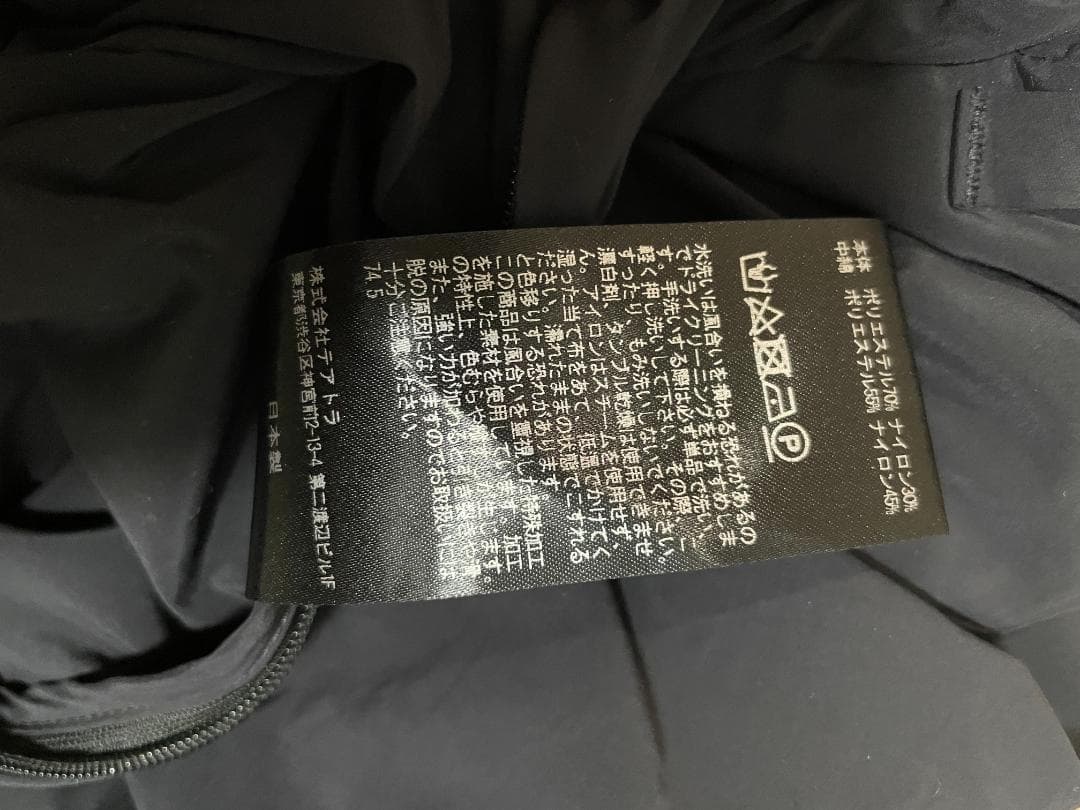 本体 ポリエステル70% ナイロン30%
中綿 ポリエステル55% ナイロン45%
P
水洗いは風合いを損ねる恐れがあるの
でドライクリーニングをおすすめしま
す。手洗いする際は必ず単品で洗い、
軽く押し洗いして下さい。その際、こ
すったり、もみ洗いしないでください。
漂白剤、タンブル乾燥は使用できませ
ん。アイロンはスチームを使用せず、
湿った当て布をあて、低温でかけてく
ださい。濡れたままの状態でこすれる
と色移りする恐れがあります。
この商品は風合いを重視した特殊加工
を施した素材を使用しています。加工
の特性上、色むらや
また、強い力が
脱の原因になりますのでお取扱いには
十分ご注意ください。
74.5
株式会社テアトラ
東京都渋谷区神宮前2-13-4 第二渡辺ビル1F
日本製